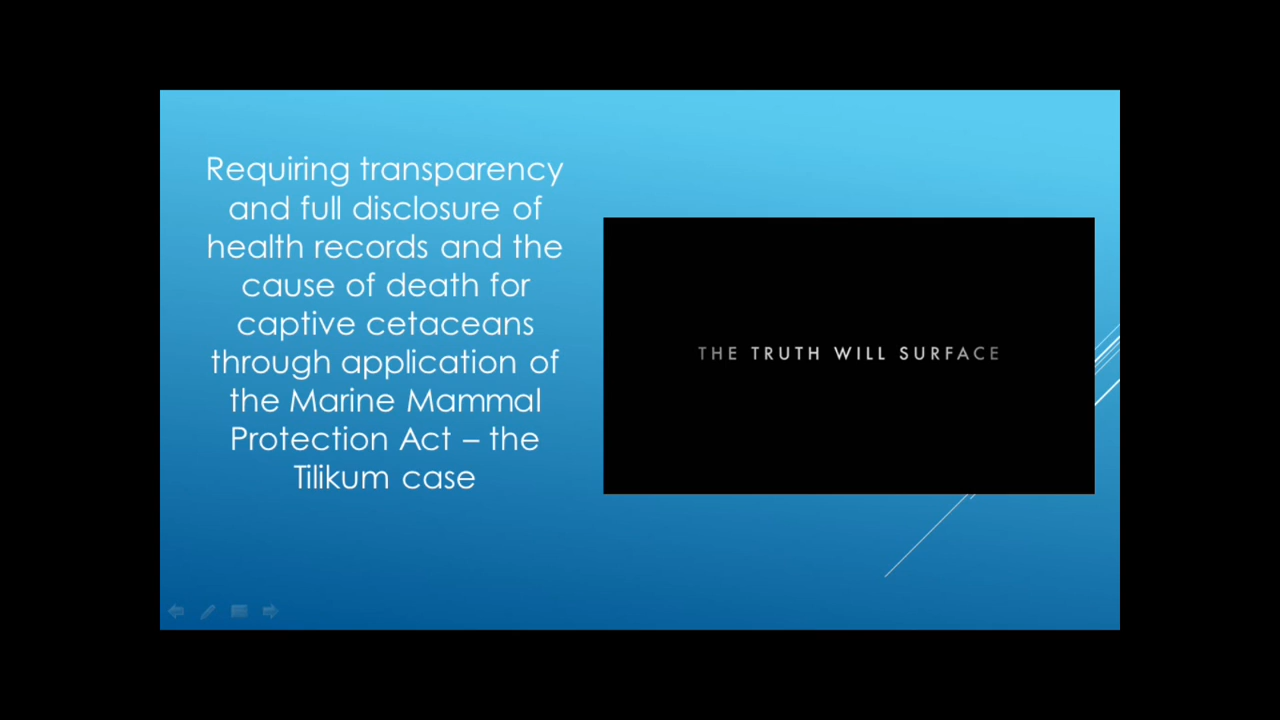 Requiring transparency
and full disclosure of
health records and the
cause of death for
captive cetaceans
through application of
the Marine Mammal
Protection Act – the
Tilikum case
THE TRUTH WILL SURFACE